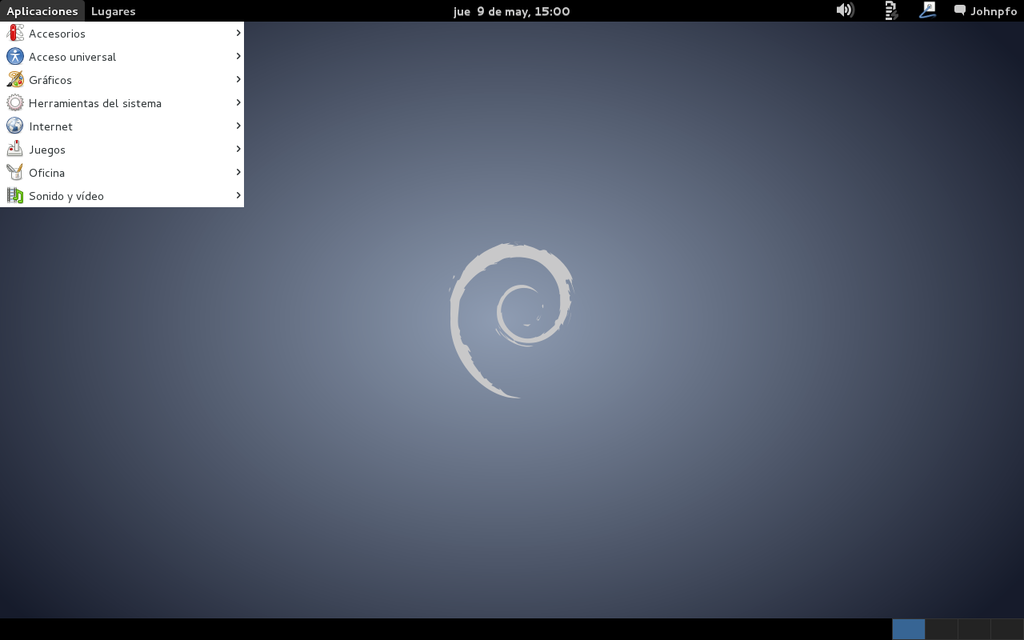 Aplicaciones Lugares jue 9 de may, 15:00 Johnpfo
Accesorios
Acceso universal
Gráficos
Herramientas del sistema
Internet
Juegos
Oficina
Sonido y vídeo